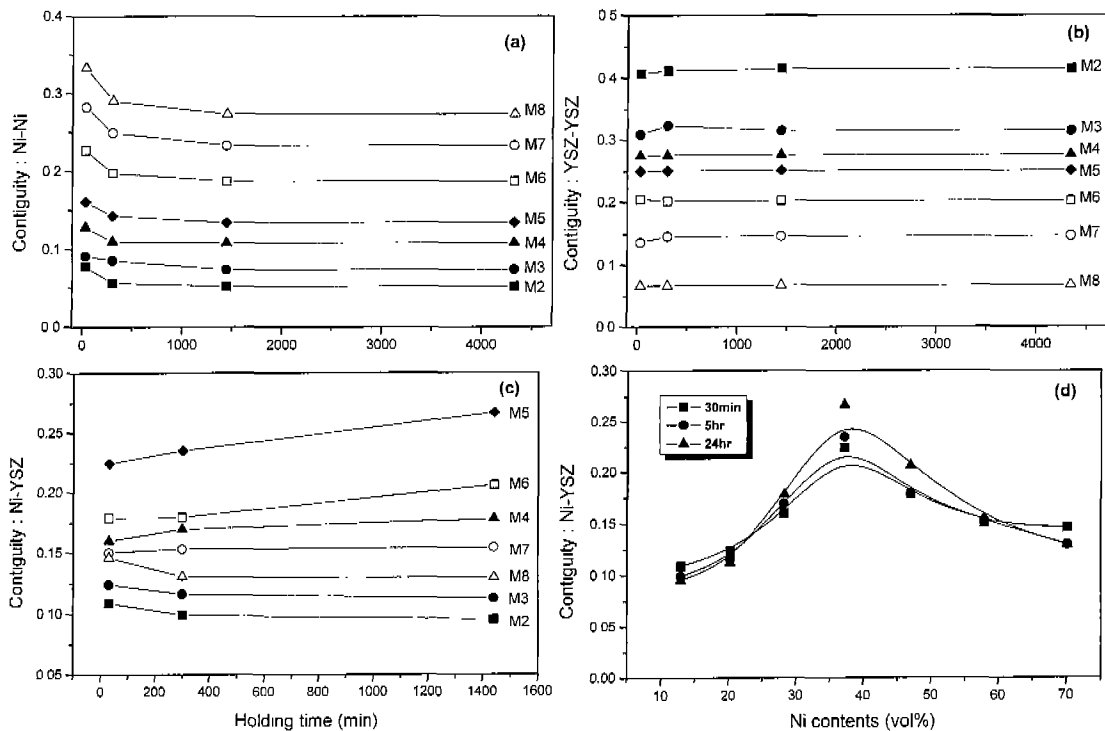 (a)
Contiguity : Ni-Ni
0.4
0.3
0.2
0.1
0.0
M8
M7
M6
M5
M4
M3
M2
0 1000 2000 3000 4000
(b)
Contiguity : YSZ-YSZ
0.5
0.4
0.3
0.2
0.1
0.0
M2
M3
M4
M5
M6
M7
M8
0 1000 2000 3000 4000
(c)
Contiguity : Ni-YSZ
0.30
0.25
0.20
0.15
0.10
0 05
M5
M6
M4
M7
M8
M3
M2
0 200 400 600 800 1000 1200 1400 1600
Holding time (min)
(d)
Contiguity : Ni-YSZ
0.30
0.25
0.20
0.15
0.10
0.05
0.00
30min
5hr
24hr
10 20 30 40 50 60 70
Ni contents (vol%)